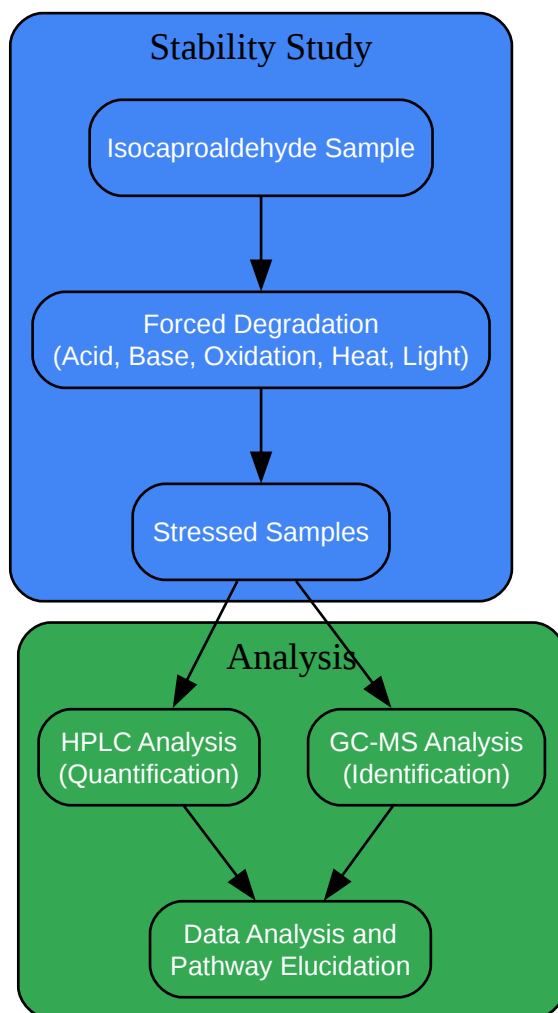 Stability Study
Isocaproaldehyde Sample
Forced Degradation
(Acid, Base, Oxidation, Heat, Light)
Stressed Samples
Analysis
HPLC Analysis
(Quantification)
GC-MS Analysis
(Identification)
Data Analysis and
Pathway Elucidation